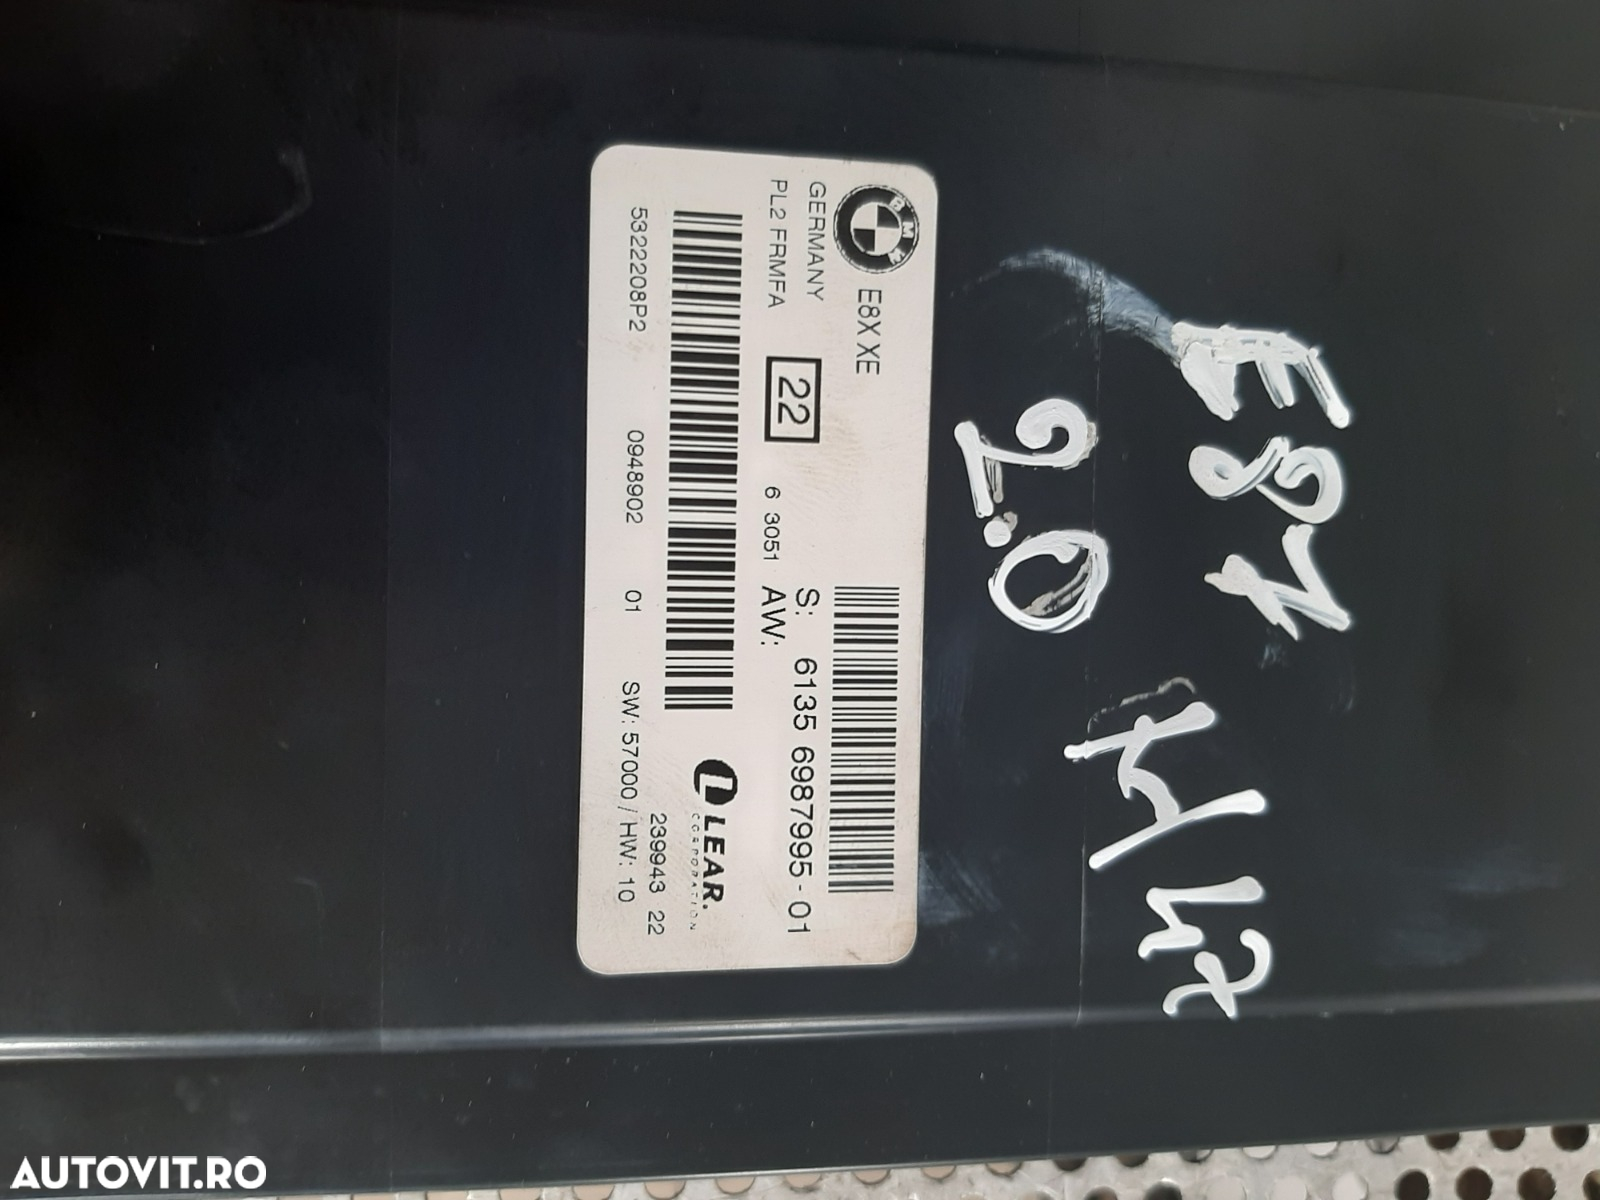 BMW
E8X XE
GERMANY
PL2 FRMFA
22
6 3051
S: 6135 6987995-01
AW:
LEAR.
CORPORATION
239943 22
5322208P2 0948902 01 SW: 57000 / HW: 10
E87
2.0
AUTOVIT.RO